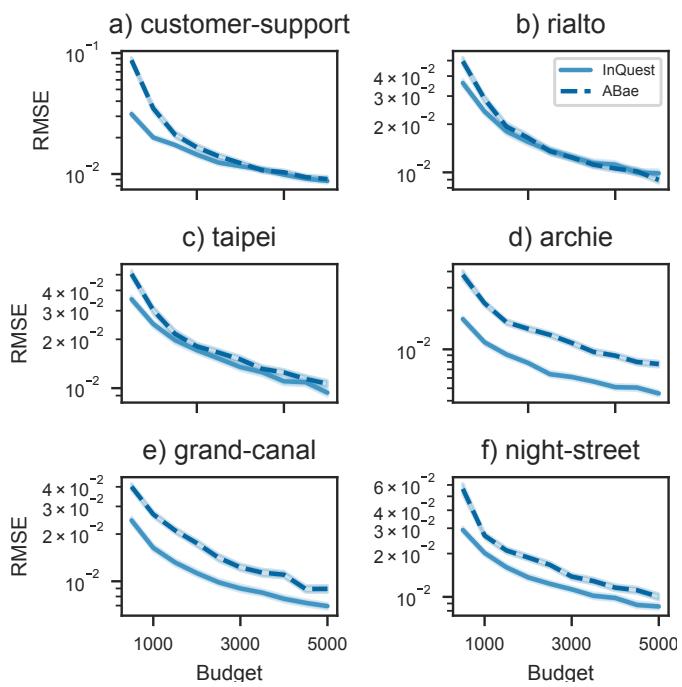 a) customer-support
b) rialto
10⁻¹
10⁻²
RMSE
4 × 10⁻²
3 × 10⁻²
2 × 10⁻²
10⁻²
InQuest
ABae
c) taipei
d) archie
RMSE
4 × 10⁻²
3 × 10⁻²
2 × 10⁻²
10⁻²
10⁻²
e) grand-canal
f) night-street
RMSE
4 × 10⁻²
3 × 10⁻²
2 × 10⁻²
10⁻²
6 × 10⁻²
4 × 10⁻²
3 × 10⁻²
2 × 10⁻²
10⁻²
1000 3000 5000
1000 3000 5000
Budget
Budget